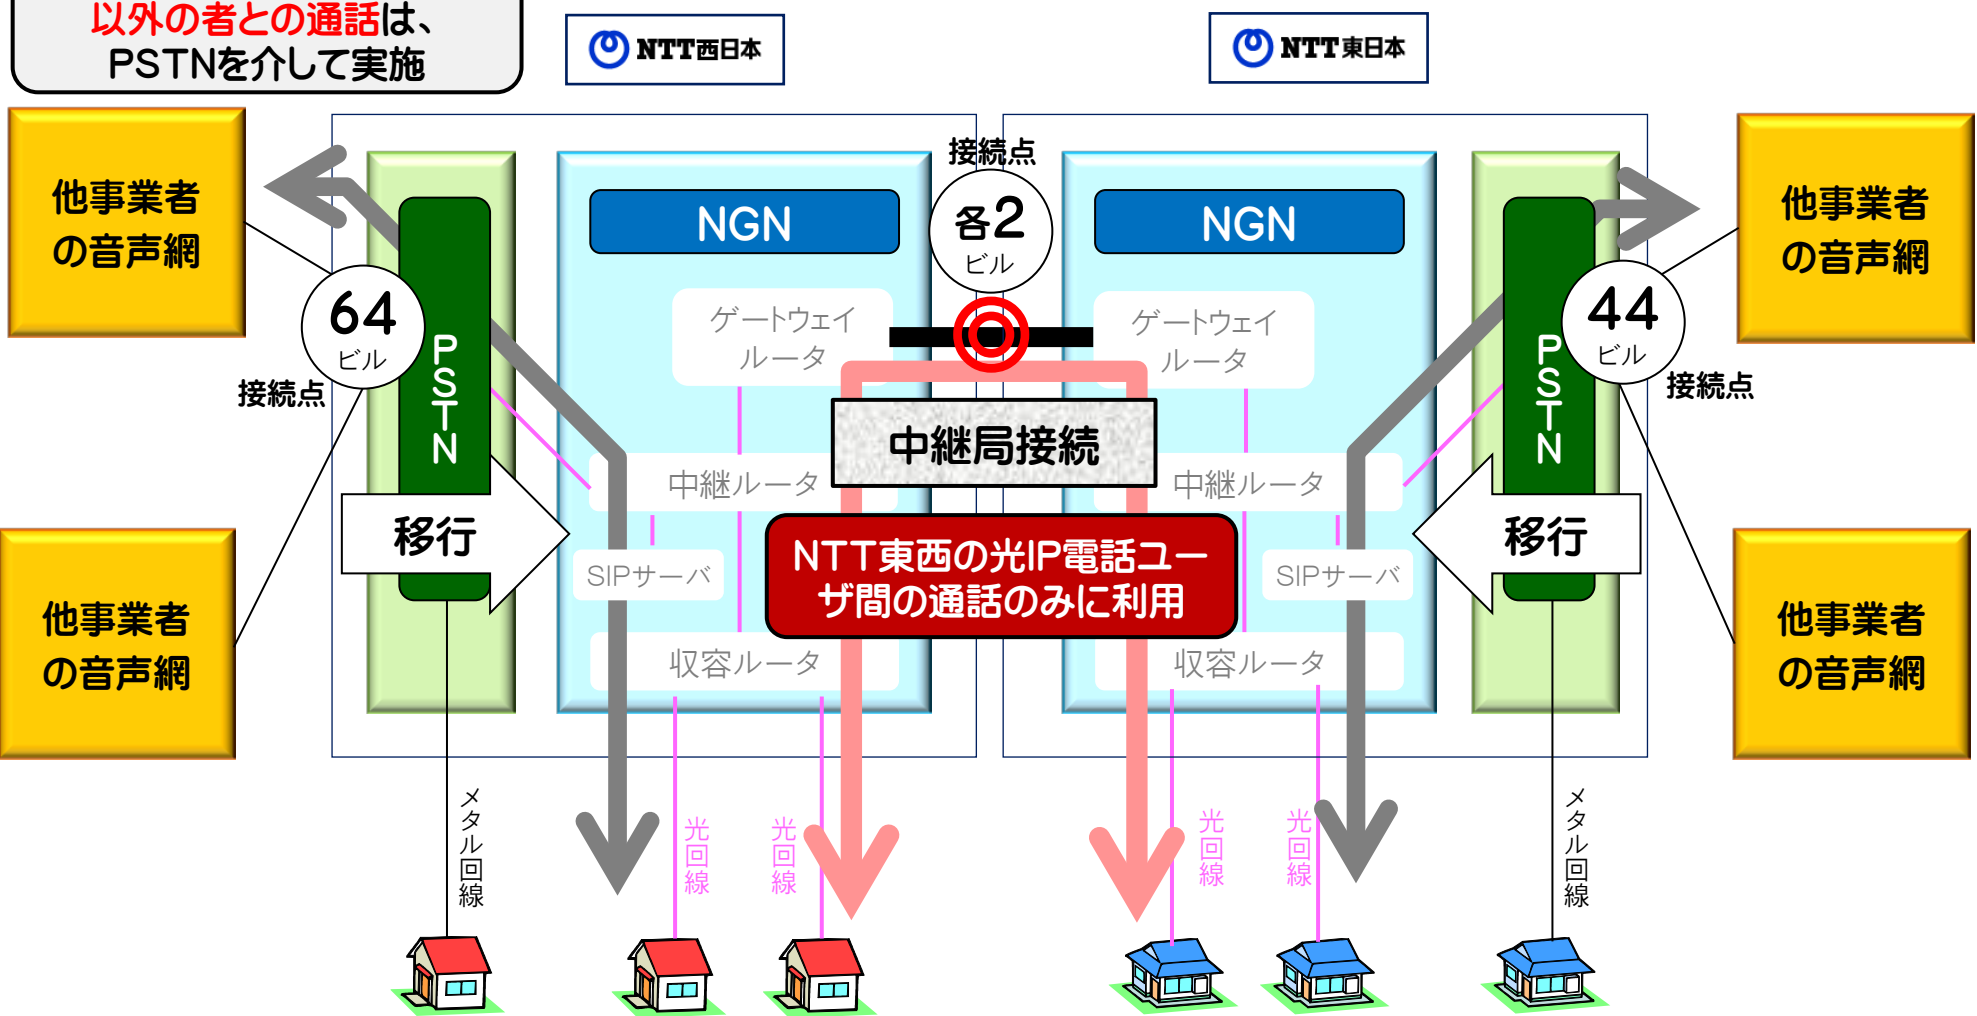 以外の者との通話は、
PSTNを介して実施
NTT西日本
NTT東日本
他事業者
の音声網
接続点
各2
ビル
NGN
NGN
他事業者
の音声網
64
ビル
接続点
PSTN
ゲートウェイ
ルータ
ゲートウェイ
ルータ
44
ビル
接続点
PSTN
中継局接続
中継ルータ
中継ルータ
移行
移行
NTT東西の光IP電話ユー
ザ間の通話のみに利用
SIPサーバ
SIPサーバ
他事業者
の音声網
他事業者
の音声網
収容ルータ
収容ルータ
メタル回線
光回線
光回線
光回線
光回線
メタル回線